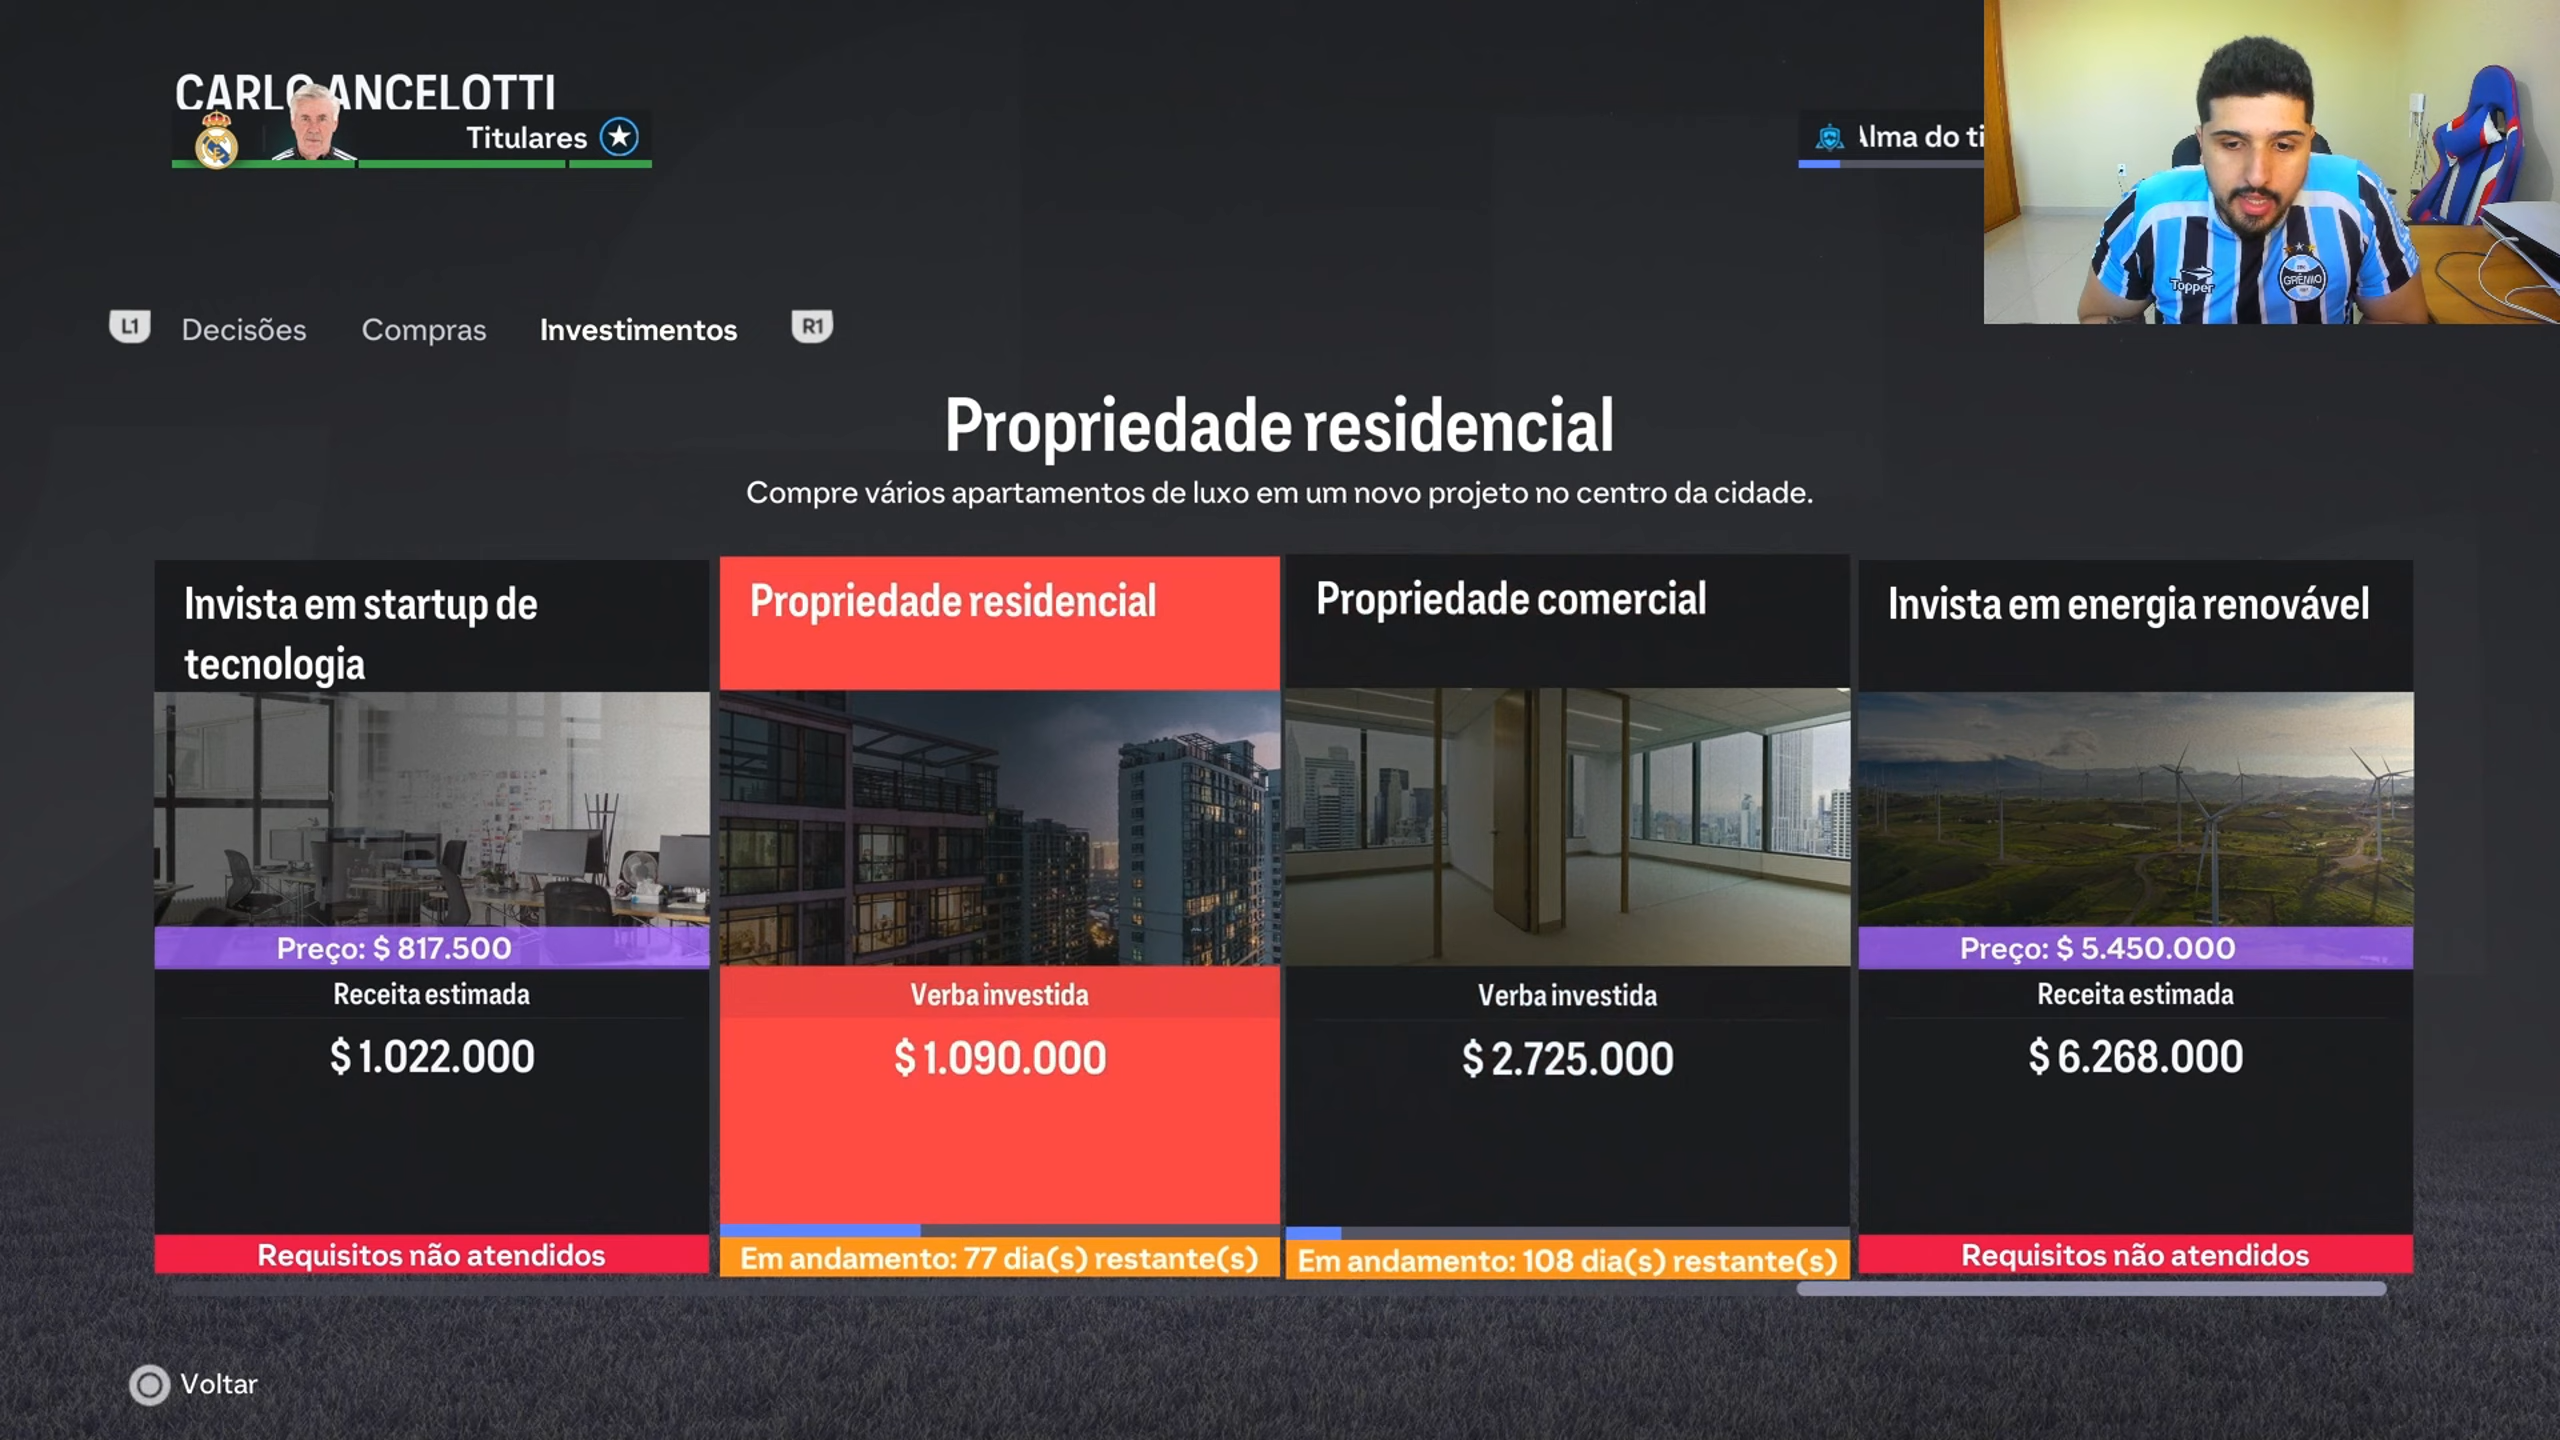 CARLO ANCELOTTI
Titulares
Alma do ti
Topper
GRÊMIO
L1 Decisões Compras Investimentos R1
Propriedade residencial
Compre vários apartamentos de luxo em um novo projeto no centro da cidade.
Invista em startup de
tecnologia
Preço: $ 817.500
Receita estimada
$ 1.022.000
Requisitos não atendidos
Propriedade residencial
Verba investida
$ 1.090.000
Em andamento: 77 dia(s) restante(s)
Propriedade comercial
Verba investida
$ 2.725.000
Em andamento: 108 dia(s) restante(s)
Invista em energia renovável
Preço: $ 5.450.000
Receita estimada
$ 6.268.000
Requisitos não atendidos
Voltar